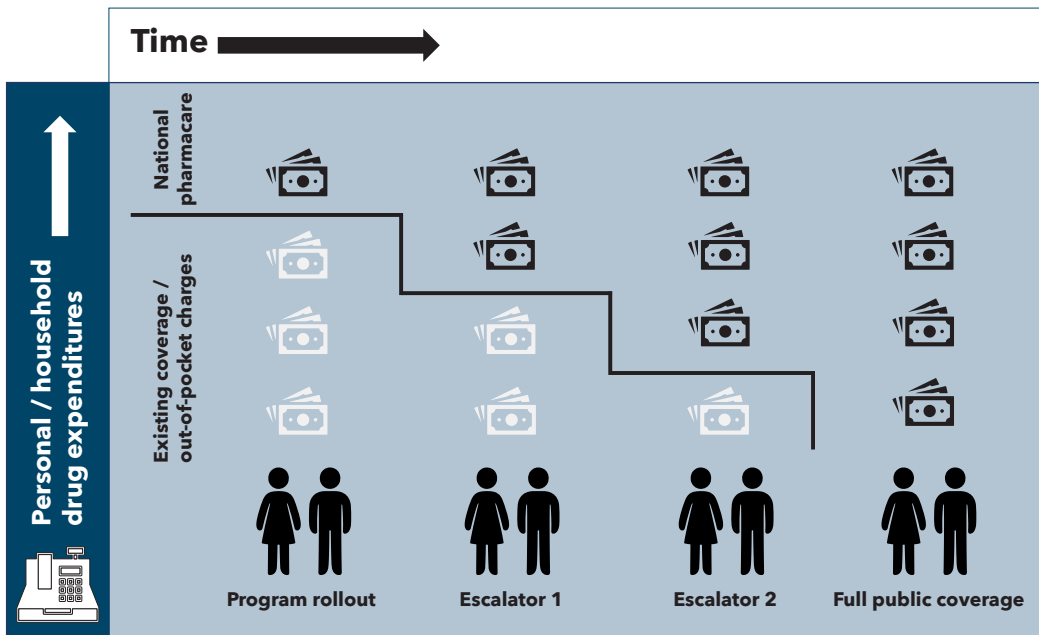 Time
Personal / household
drug expenditures
National
pharmacare
Existing coverage /
out-of-pocket charges
Program rollout
Escalator 1
Escalator 2
Full public coverage